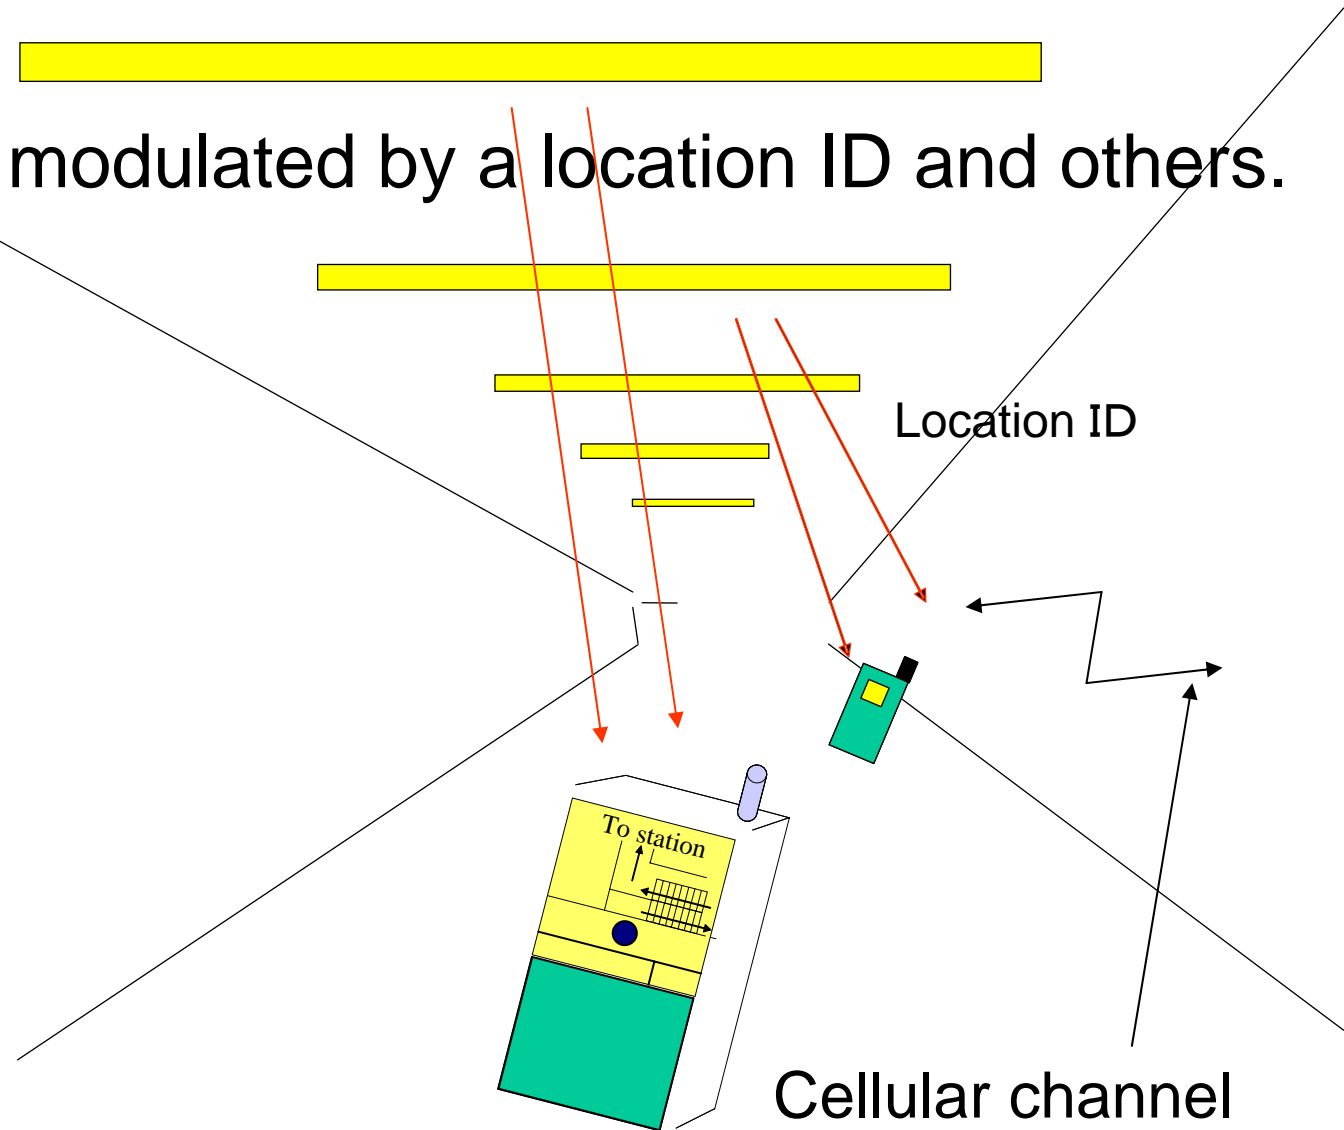 modulated by a location ID and others.
Location ID
To station
Cellular channel